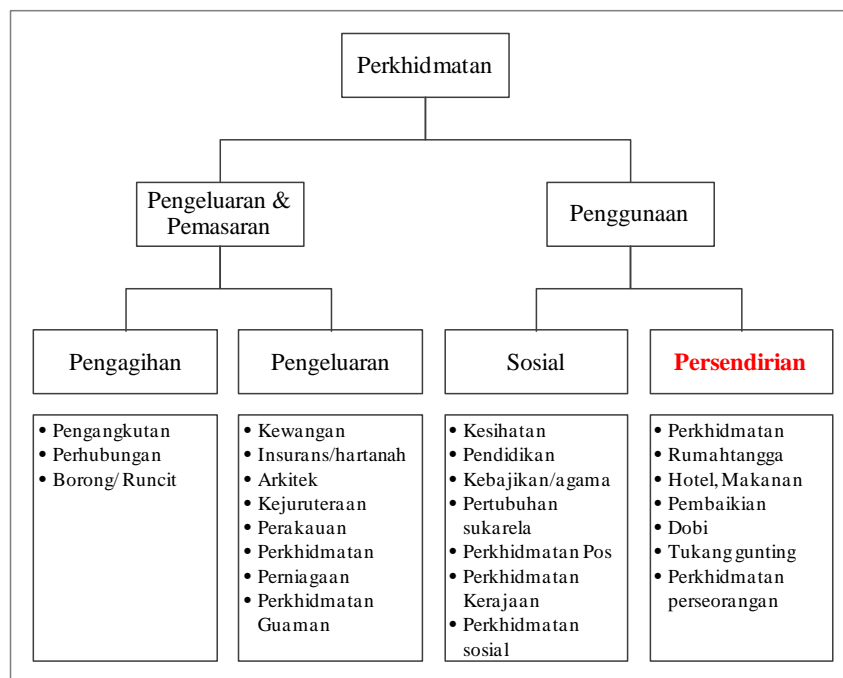 Perkhidmatan
Pengeluaran &
Pemasaran
Penggunaan
Pengagihan
Pengeluaran
Sosial
Persendirian
• Pengangkutan
• Perhubungan
• Borong/ Runcit
• Kewangan
• Insurans/hartanah
• Arkitek
• Kejuruteraan
• Perakauan
• Perkhidmatan
• Perniagaan
• Perkhidmatan
Guaman
• Kesihatan
• Pendidikan
• Kebajikan/agama
• Pertubuhan
sukarela
• Perkhidmatan Pos
• Perkhidmatan
Kerajaan
• Perkhidmatan
sosial
• Perkhidmatan
• Rumahtangga
• Hotel, Makanan
• Pembaikian
• Dobi
• Tukang gunting
• Perkhidmatan
perseorangan